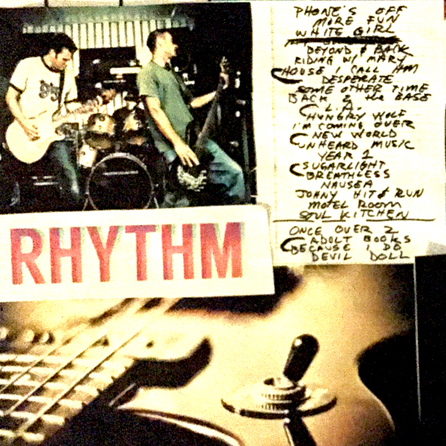 PHONE'S OFF
MORE FUN
WHITE GIRL
BEYOND & BACK
RIDING W/ MARY
HOUSE I CALL HOME
DESPERATE
SOME OTHER TIME
BACK 2 the BASE
HUNGRY WOLF
I'M COMING OVER
NEW WORLD
UNHEARD MUSIC
YEAR 1
SUGARLIGHT
BREATHLESS
NAUSEA
JOHNY HIT & RUN
MOTEL ROOM
SOUL KITCHEN
ONCE OVER 2
ADULT BOOKS
BECAUSE I DO
DEVIL DOLL
RHYTHM